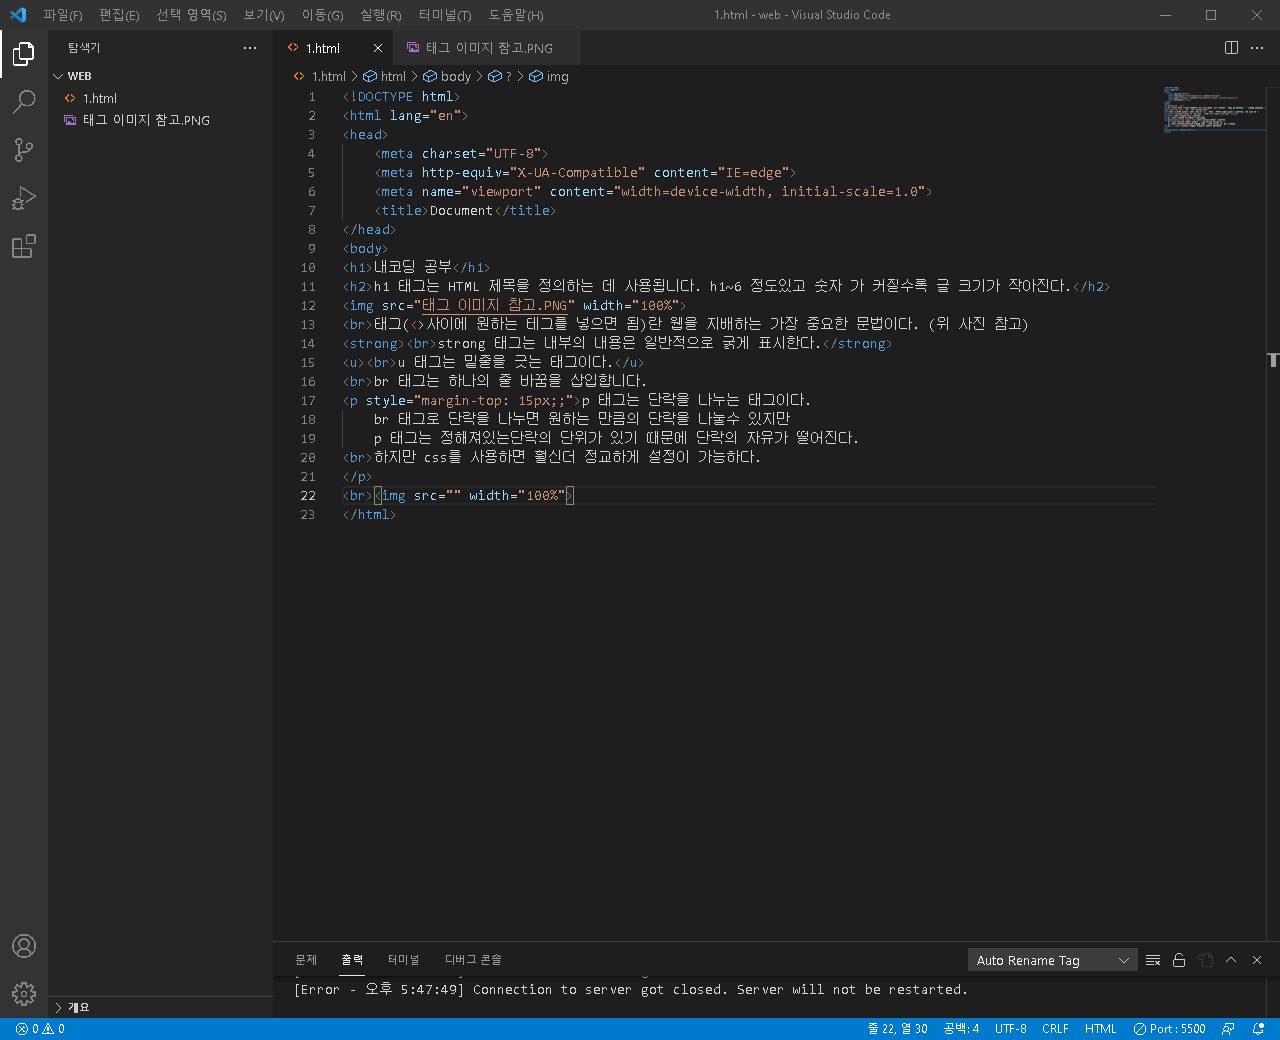 파일(F) 편집(E) 선택 영역(S) 보기(V) 이동(G) 실행(R) 터미널(T) 도움말(H) 1.html - web - Visual Studio Code
탐색기
WEB
1.html
태그 이미지 참고.PNG
개요
1.html 태그 이미지 참고.PNG
1.html > html > body > ? > img
1 <!DOCTYPE html>
2 <html lang="en">
3 <head>
4 <meta charset="UTF-8">
5 <meta http-equiv="X-UA-Compatible" content="IE=edge">
6 <meta name="viewport" content="width=device-width, initial-scale=1.0">
7 <title>Document</title>
8 </head>
9 <body>
10 <h1>내코딩 공부</h1>
11 <h2>h1 태그는 HTML 제목을 정의하는 데 사용됩니다. h1~6 정도있고 숫자 가 커질수록 글 크기가 작아진다.</h2>
12 <img src="태그 이미지 참고.PNG" width="100%">
13 <br>태그(<>사이에 원하는 테그를 넣으면 됨)란 웹을 지배하는 가장 중요한 문법이다. (위 사진 참고)
14 <strong><br>strong 태그는 내부의 내용은 일반적으로 굵게 표시한다.</strong>
15 <u><br>u 태그는 밑줄을 긋는 태그이다.</u>
16 <br>br 태그는 하나의 줄 바꿈을 삽입합니다.
17 <p style="margin-top: 15px;;">p 태그는 단락을 나누는 태그이다.
18 br 태그로 단락을 나누면 원하는 만큼의 단락을 나눌수 있지만
19 p 태그는 정해져있는단락의 단위가 있기 때문에 단락의 자유가 떨어진다.
20 <br>하지만 css를 사용하면 훨신더 정교하게 설정이 가능하다.
21 </p>
22 <br><img src="" width="100%">
23 </html>
문제 출력 터미널 디버그 콘솔 Auto Rename Tag
[Error - 오후 5:47:49] Connection to server got closed. Server will not be restarted.
0 0 줄 22, 열 30 공백: 4 UTF-8 CRLF HTML Port : 5500